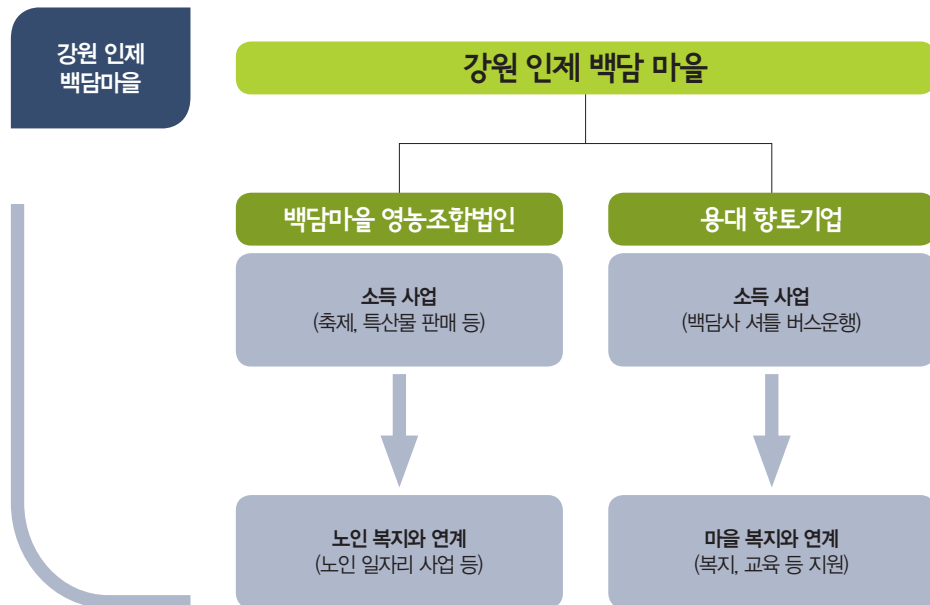 강원 인제
백담마을
강원 인제 백담 마을
백담마을 영농조합법인
용대 향토기업
소득 사업
(축제, 특산물 판매 등)
소득 사업
(백담사 셔틀 버스운행)
노인 복지와 연계
(노인 일자리 사업 등)
마을 복지와 연계
(복지, 교육 등 지원)